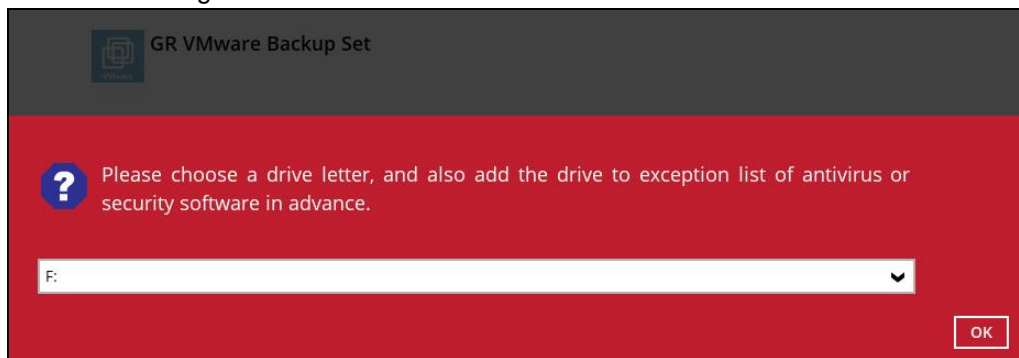 GR VMware Backup Set
VMware
Please choose a drive letter, and also add the drive to exception list of antivirus or
security software in advance.
F:
OK